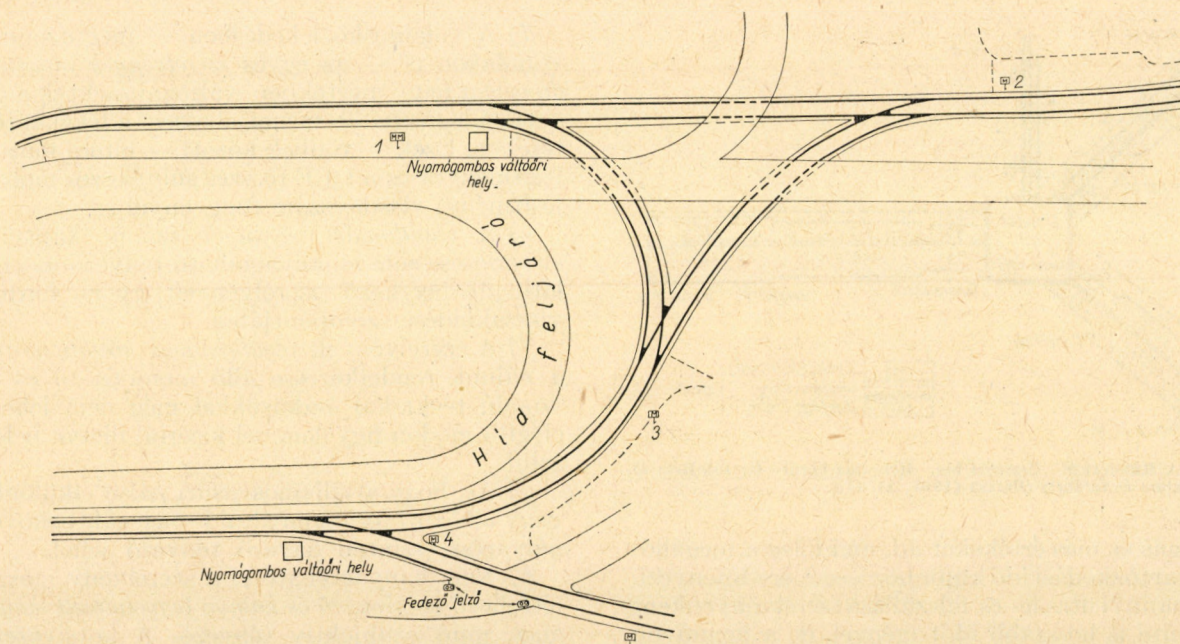 2
1
Nyomógombos váltóőri
hely.
Híd feljáró
3
4
Nyomógombos váltóőri hely
Fedező jelző